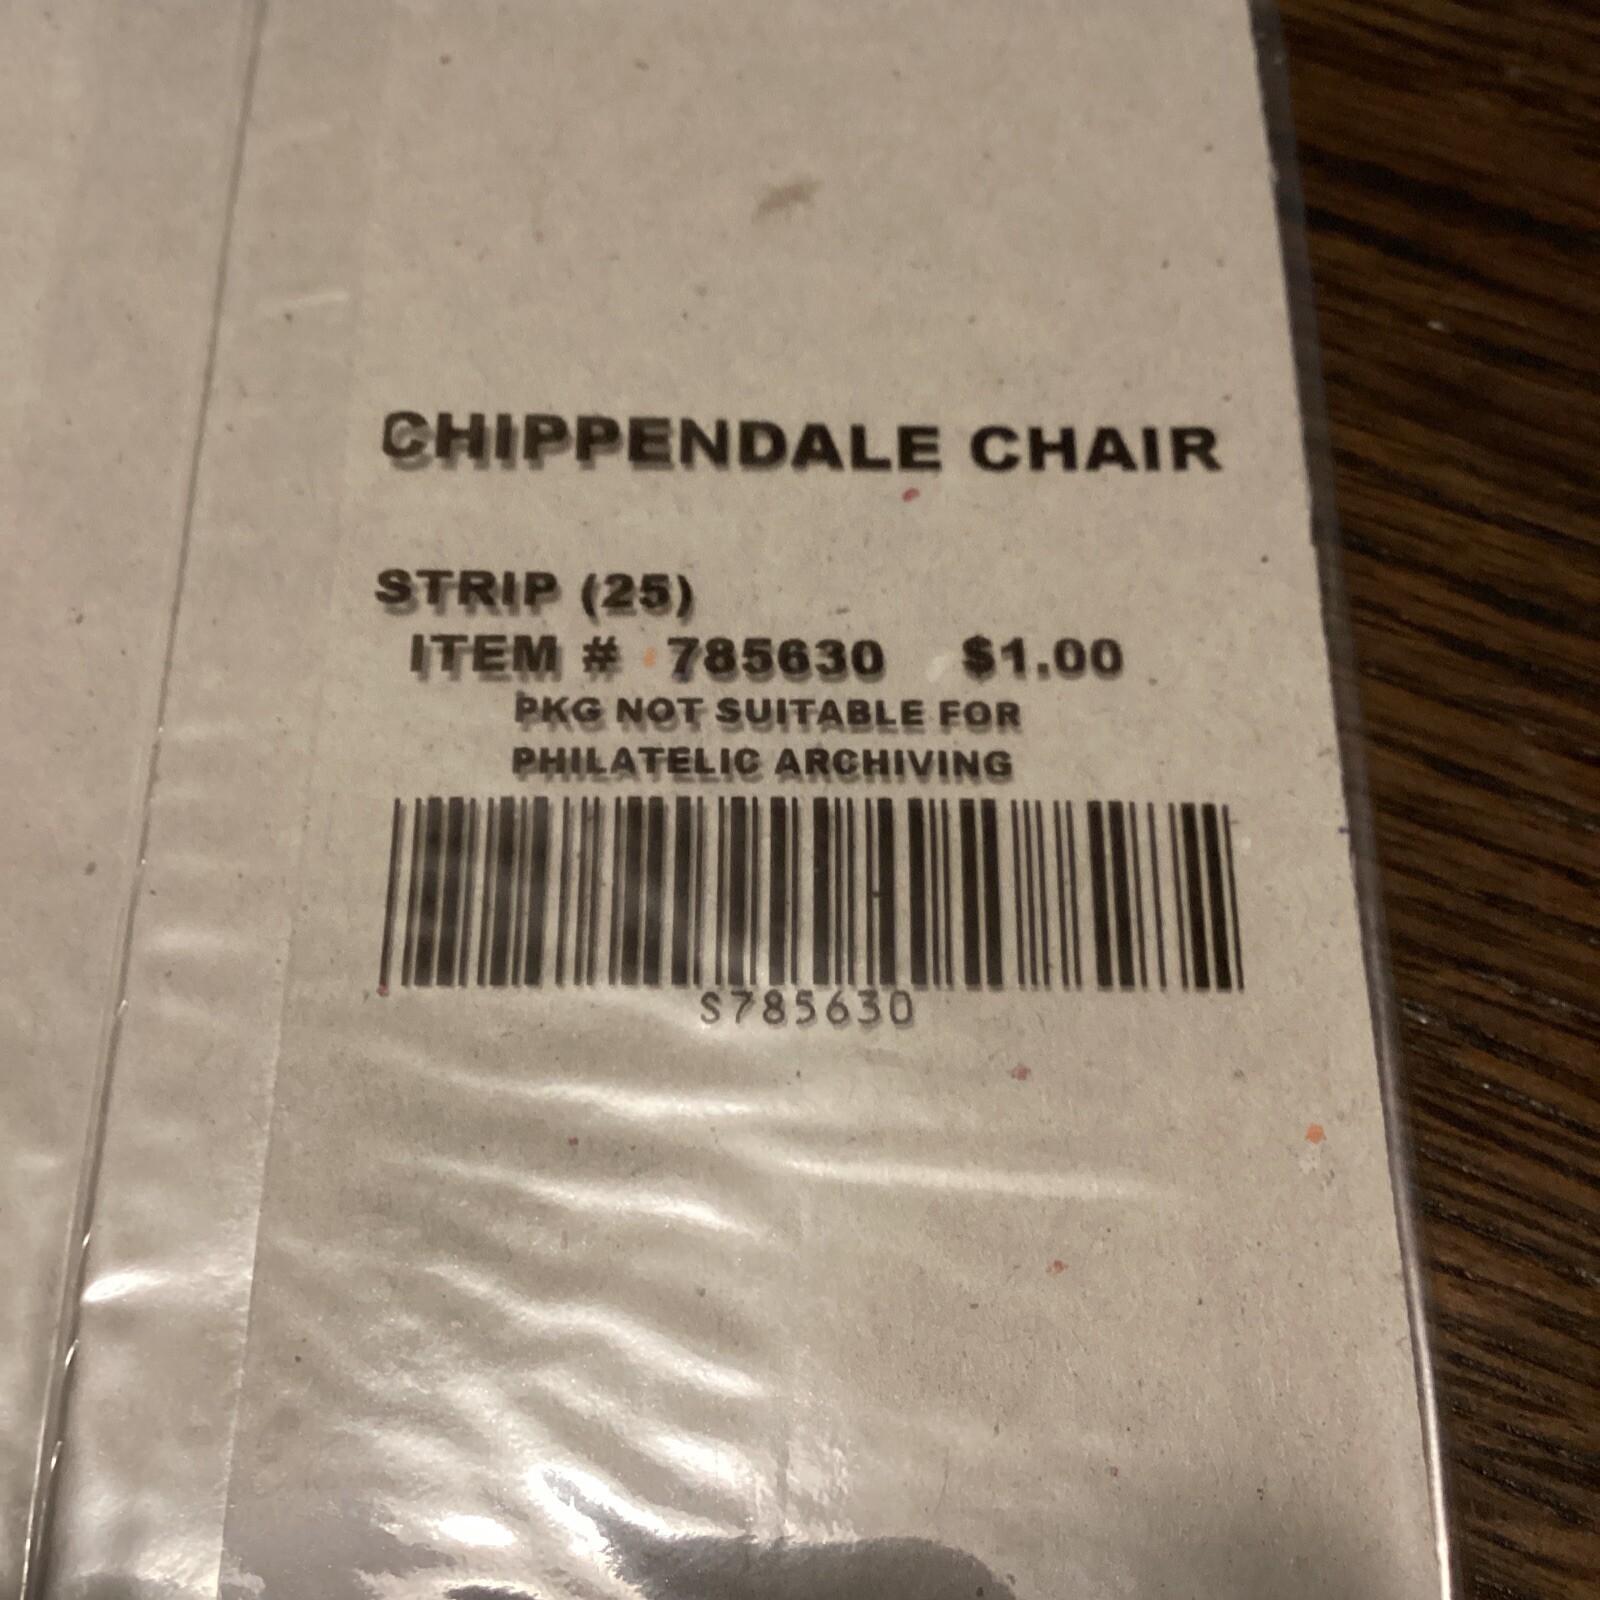 CHIPPENDALE CHAIR
STRIP (25)
ITEM # 785630 $1.00
PKG NOT SUITABLE FOR
PHILATELIC ARCHIVING
S785630